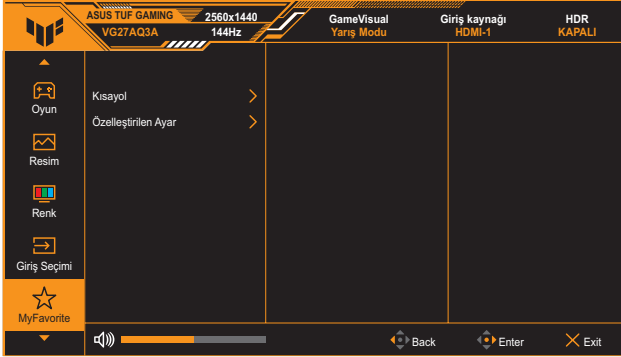 ASUS TUF GAMING 2560x1440 GameVisual Giriş kaynağı HDR
VG27AQ3A 144Hz Yarış Modu HDMI-1 KAPALI
Oyun
Kısayol
Özelleştirilen Ayar
Resim
Renk
Giriş Seçimi
MyFavorite
Back Enter Exit